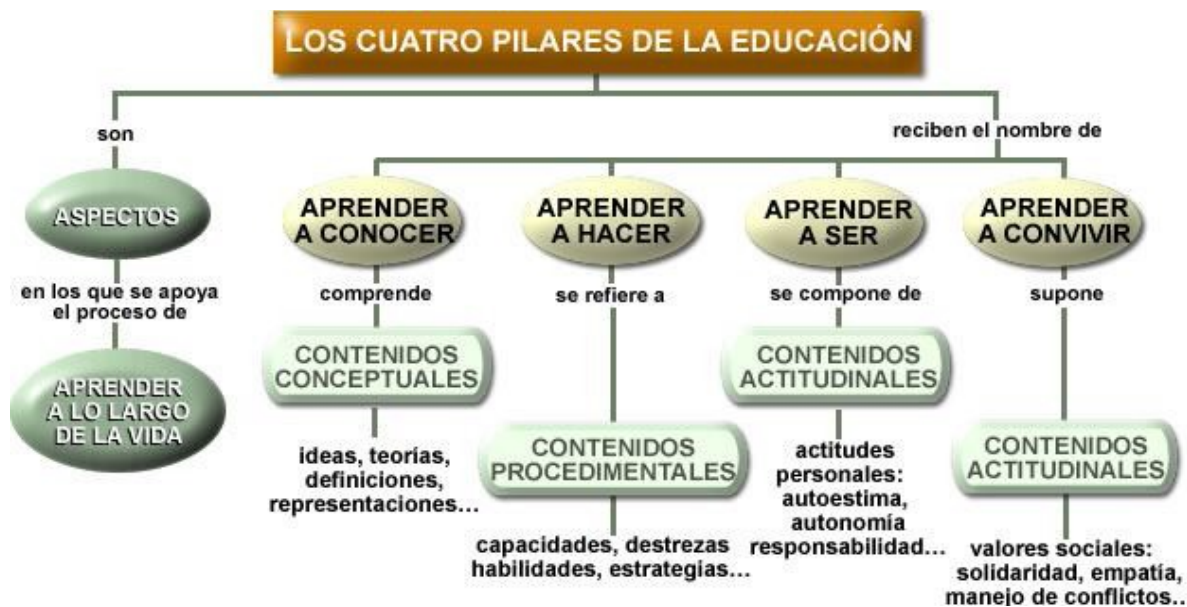 LOS CUATRO PILARES DE LA EDUCACIÓN
son
reciben el nombre de
ASPECTOS
en los que se apoya
el proceso de
APRENDER
A LO LARGO
DE LA VIDA
APRENDER
A CONOCER
comprende
CONTENIDOS
CONCEPTUALES
ideas, teorías,
definiciones,
representaciones...
APRENDER
A HACER
se refiere a
CONTENIDOS
PROCEDIMENTALES
capacidades, destrezas
habilidades, estrategias...
APRENDER
A SER
se compone de
CONTENIDOS
ACTITUDINALES
actitudes
personales:
autoestima,
autonomía
responsabilidad...
APRENDER
A CONVIVIR
supone
CONTENIDOS
ACTITUDINALES
valores sociales:
solidaridad, empatía,
manejo de conflictos..